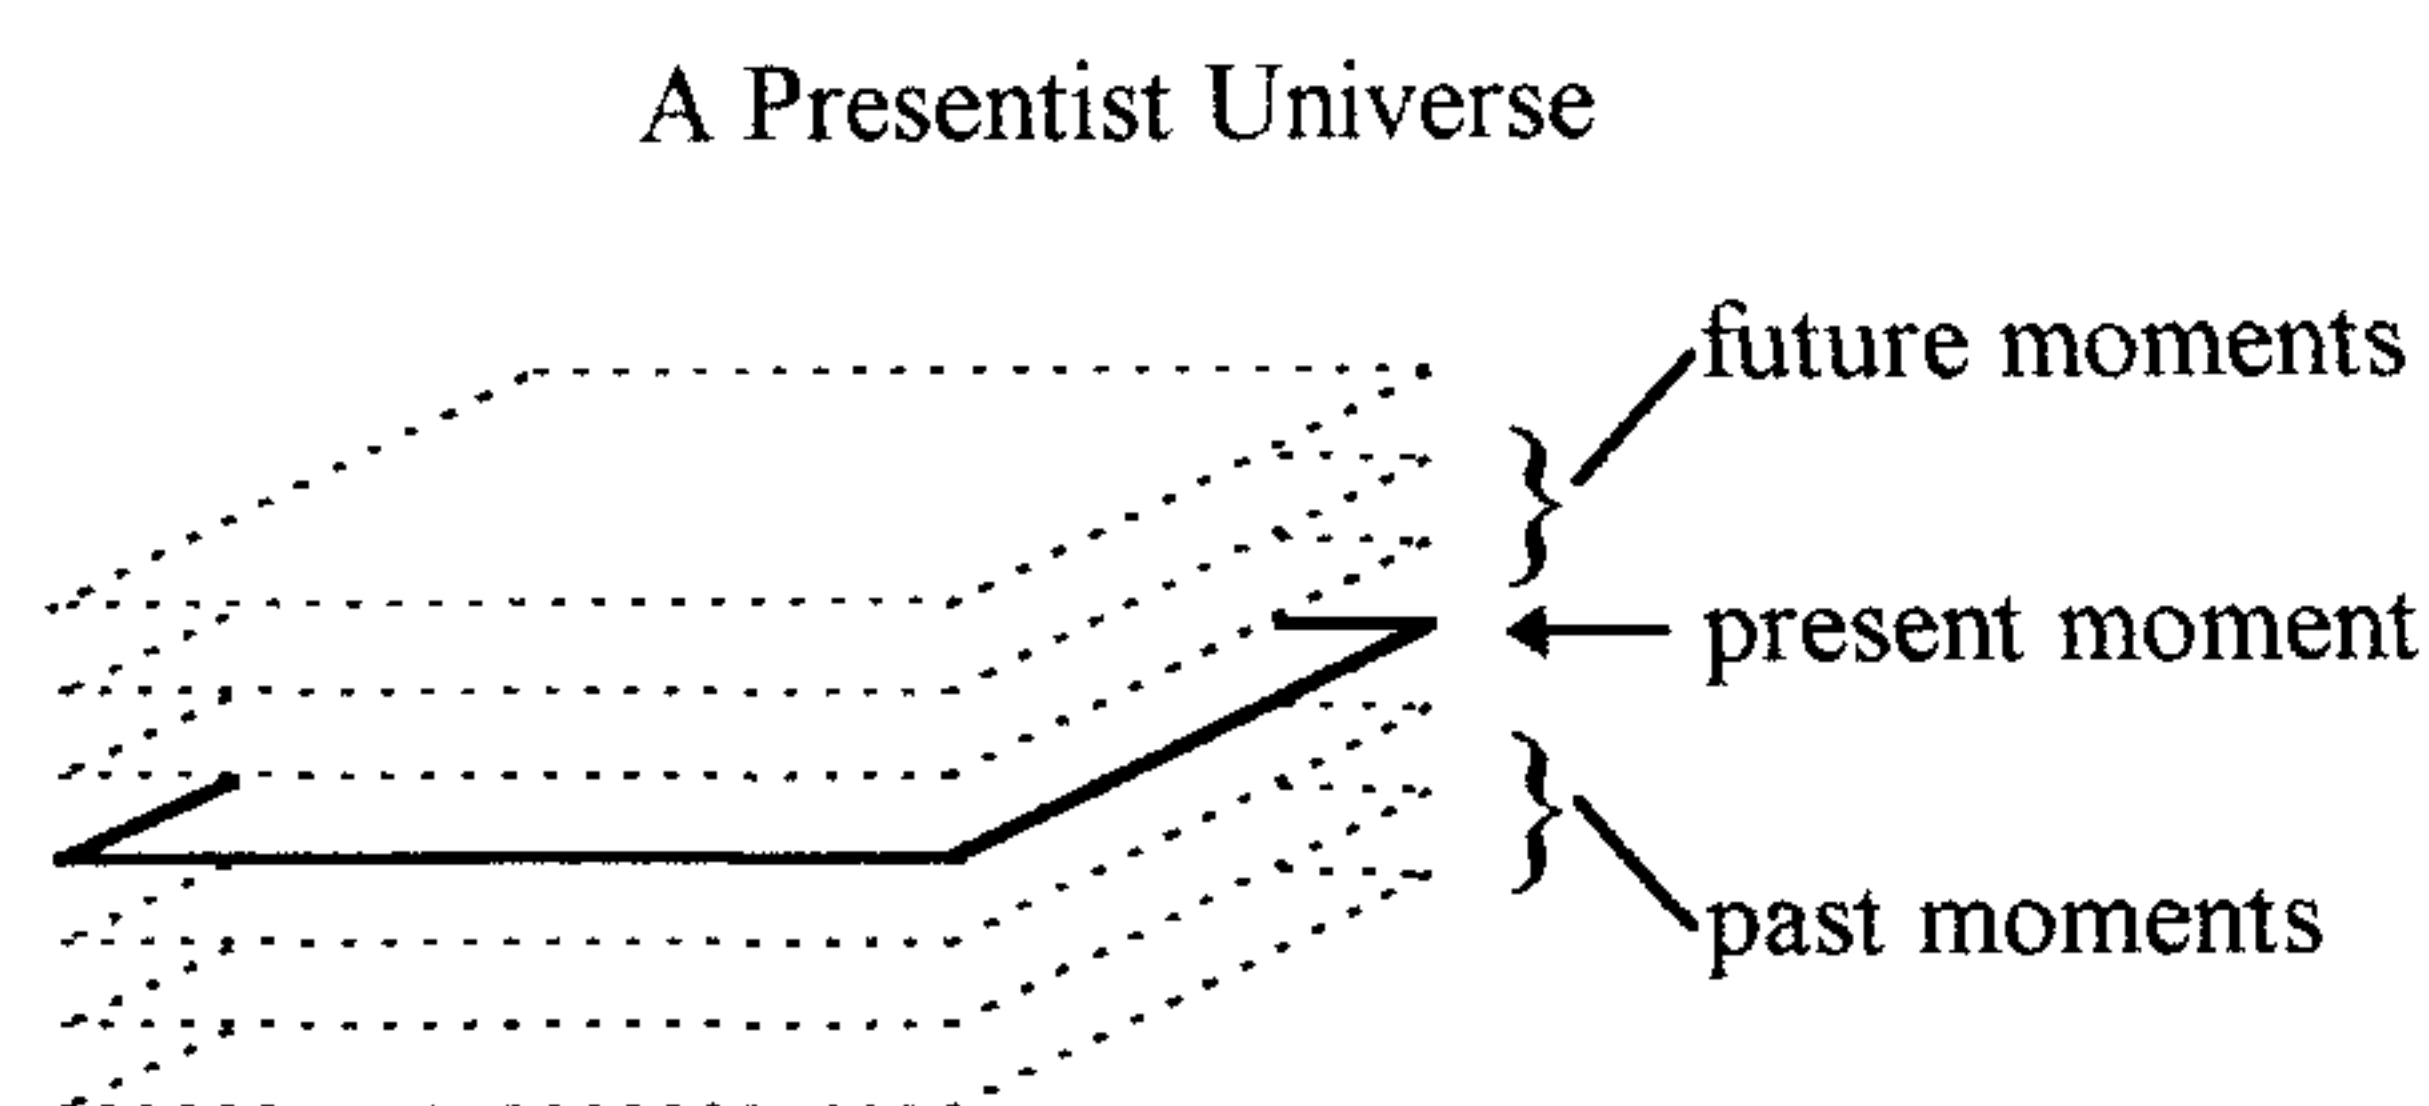 A Presentist Universe
future moments
present moment
past moments